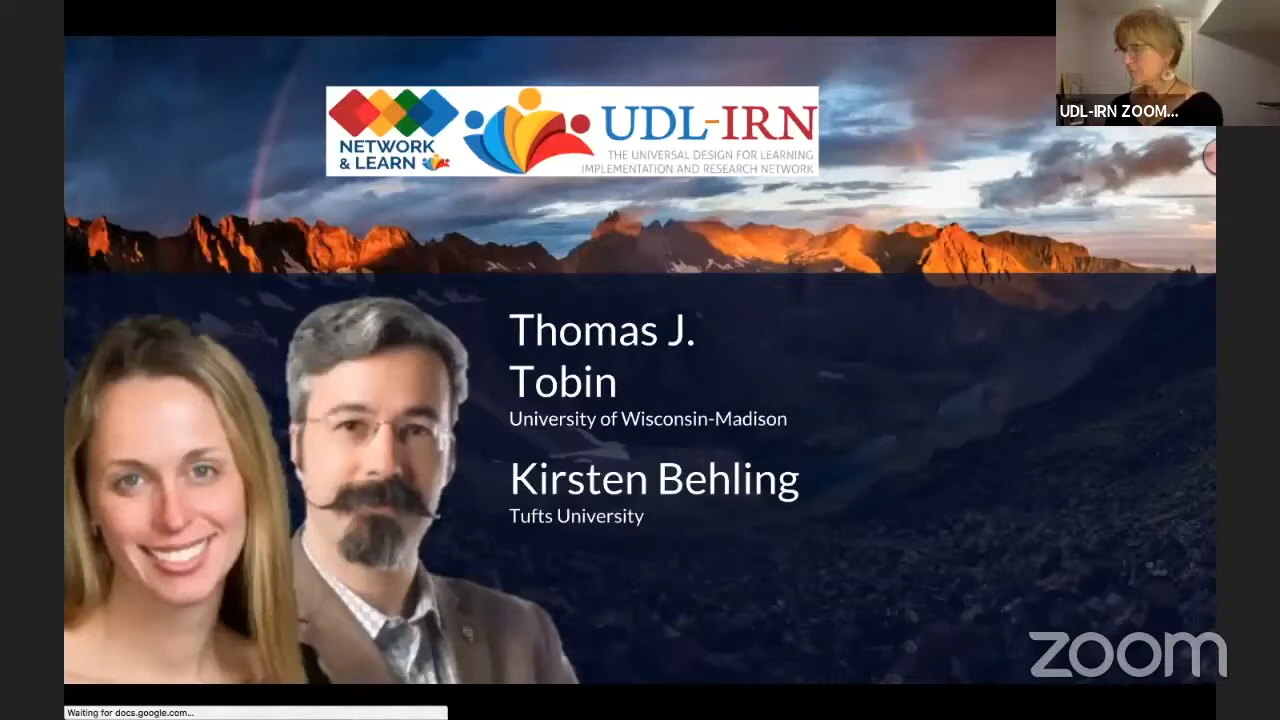 UDL-IRN ZOOM...
NETWORK
& LEARN
UDL-IRN
THE UNIVERSAL DESIGN FOR LEARNING
IMPLEMENTATION AND RESEARCH NETWORK
Thomas J.
Tobin
University of Wisconsin-Madison
Kirsten Behling
Tufts University
zoom
Waiting for docs.google.com...